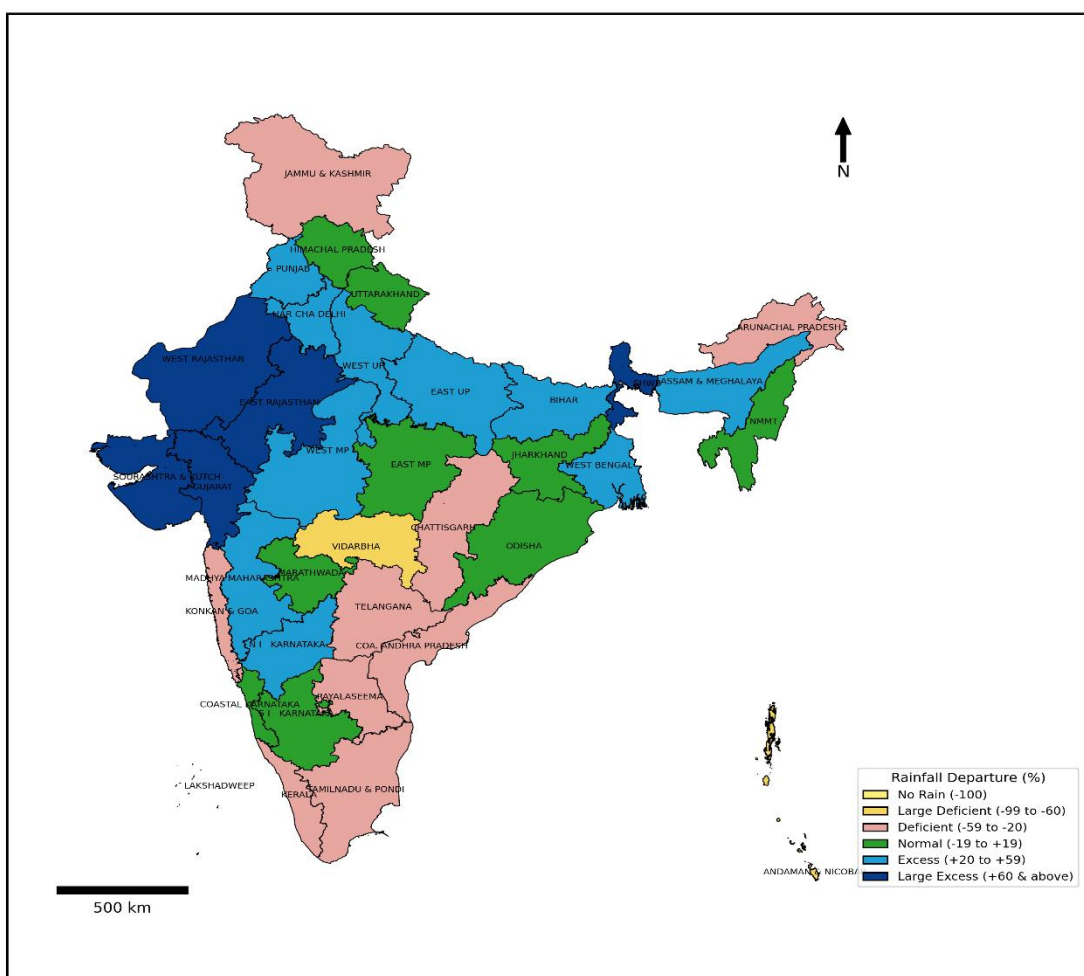 N
JAMMU & KASHMIR
HIMACHAL PRADESH
PUNJAB
UTTARAKHAND
HAR CHA DELHI
ARUNACHAL PRADESH
WEST RAJASTHAN
WEST UP
SHWB
ASSAM & MEGHALAYA
EAST UP
EAST RAJASTHAN
BIHAR
NMMT
WEST MP
JHARKHAND
EAST MP
WEST BENGAL
SOURASHTRA & KUTCH
GUJARAT
CHATTISGARH
VIDARBHA
ODISHA
MARATHWADA
MADHYA MAHARASHTRA
TELANGANA
KONKAN & GOA
N I KARNATAKA
COA. ANDHRA PRADESH
RAYALASEEMA
COASTAL KARNATAKA
S I KARNATAKA
LAKSHADWEEP
TAMILNADU & PONDI
KERALA
ANDAMAN & NICOBAR
Rainfall Departure (%)
No Rain (-100)
Large Deficient (-99 to -60)
Deficient (-59 to -20)
Normal (-19 to +19)
Excess (+20 to +59)
Large Excess (+60 & above)
500 km